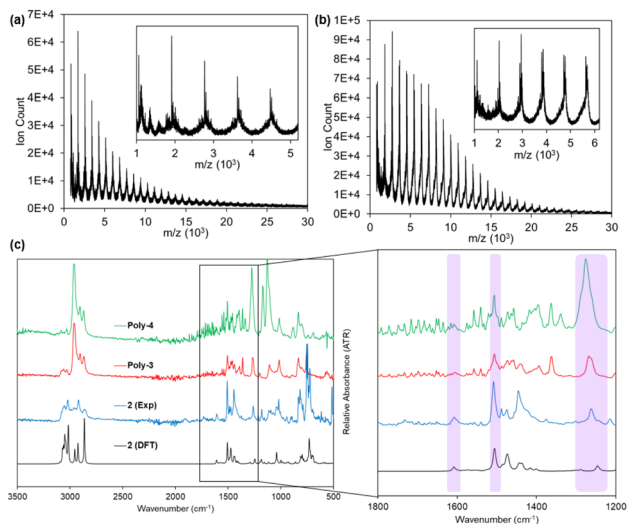 (a)
7E+4
6E+4
5E+4
4E+4
3E+4
2E+4
1E+4
0E+0
Ion Count
0 5 10 15 20 25 30
m/z (10³)
1 2 3 4 5
m/z (10³)
(b)
1E+5
9E+4
8E+4
7E+4
6E+4
5E+4
4E+4
3E+4
2E+4
1E+4
0E+0
Ion Count
0 5 10 15 20 25 30
m/z (10³)
1 2 3 4 5 6
m/z (10³)
(c)
Poly-4
Poly-3
2 (Exp)
2 (DFT)
3500 3000 2500 2000 1500 1000 500
Wavenumber (cm⁻¹)
Relative Absorbance (ATR)
1800 1600 1400 1200
Wavenumber (cm⁻¹)